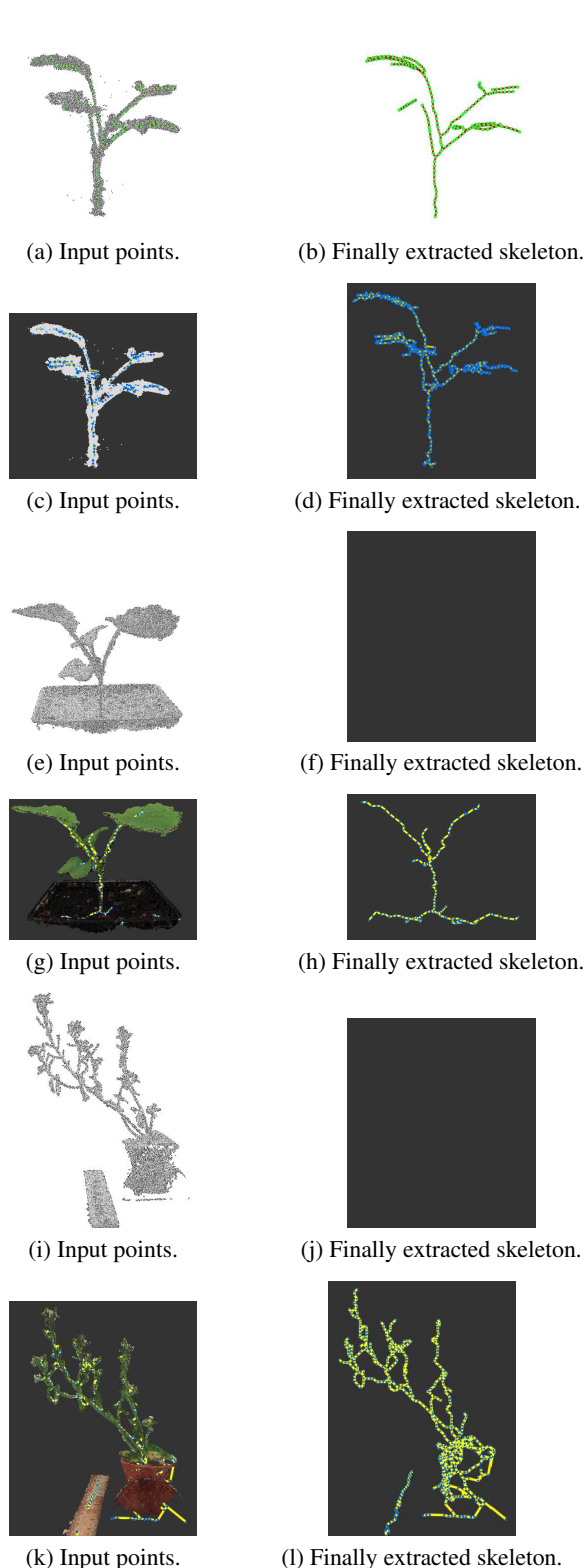 (a) Input points.
(b) Finally extracted skeleton.
(c) Input points.
(d) Finally extracted skeleton.
(e) Input points.
(f) Finally extracted skeleton.
(g) Input points.
(h) Finally extracted skeleton.
(i) Input points.
(j) Finally extracted skeleton.
(k) Input points.
(l) Finally extracted skeleton.